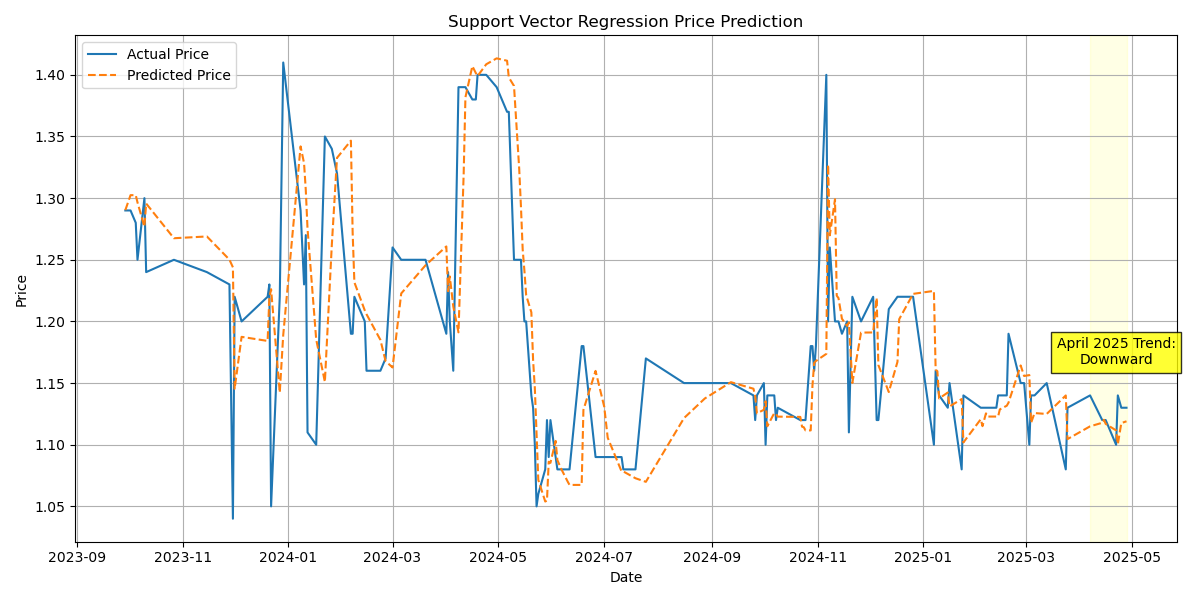 Support Vector Regression Price Prediction
Actual Price
Predicted Price
1.40
1.35
1.30
1.25
1.20
1.15
1.10
1.05
Price
April 2025 Trend:
Downward
2023-09 2023-11 2024-01 2024-03 2024-05 2024-07 2024-09 2024-11 2025-01 2025-03 2025-05
Date